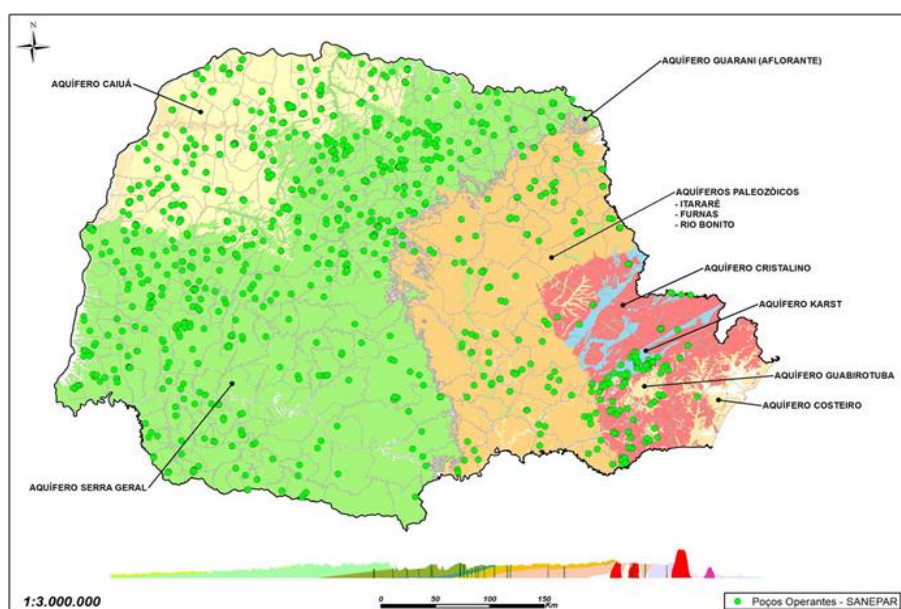 N
AQUÍFERO GUARANI (AFLORANTE)
AQUÍFERO CAIUÁ
AQUÍFEROS PALEOZÓICOS
- ITARARÉ
- FURNAS
- RIO BONITO
AQUÍFERO CRISTALINO
AQUÍFERO KARST
AQUÍFERO GUABIROTUBA
AQUÍFERO COSTEIRO
AQUÍFERO SERRA GERAL
1:3.000.000
0 50 100 150
Km
Poços Operantes - SANEPAR